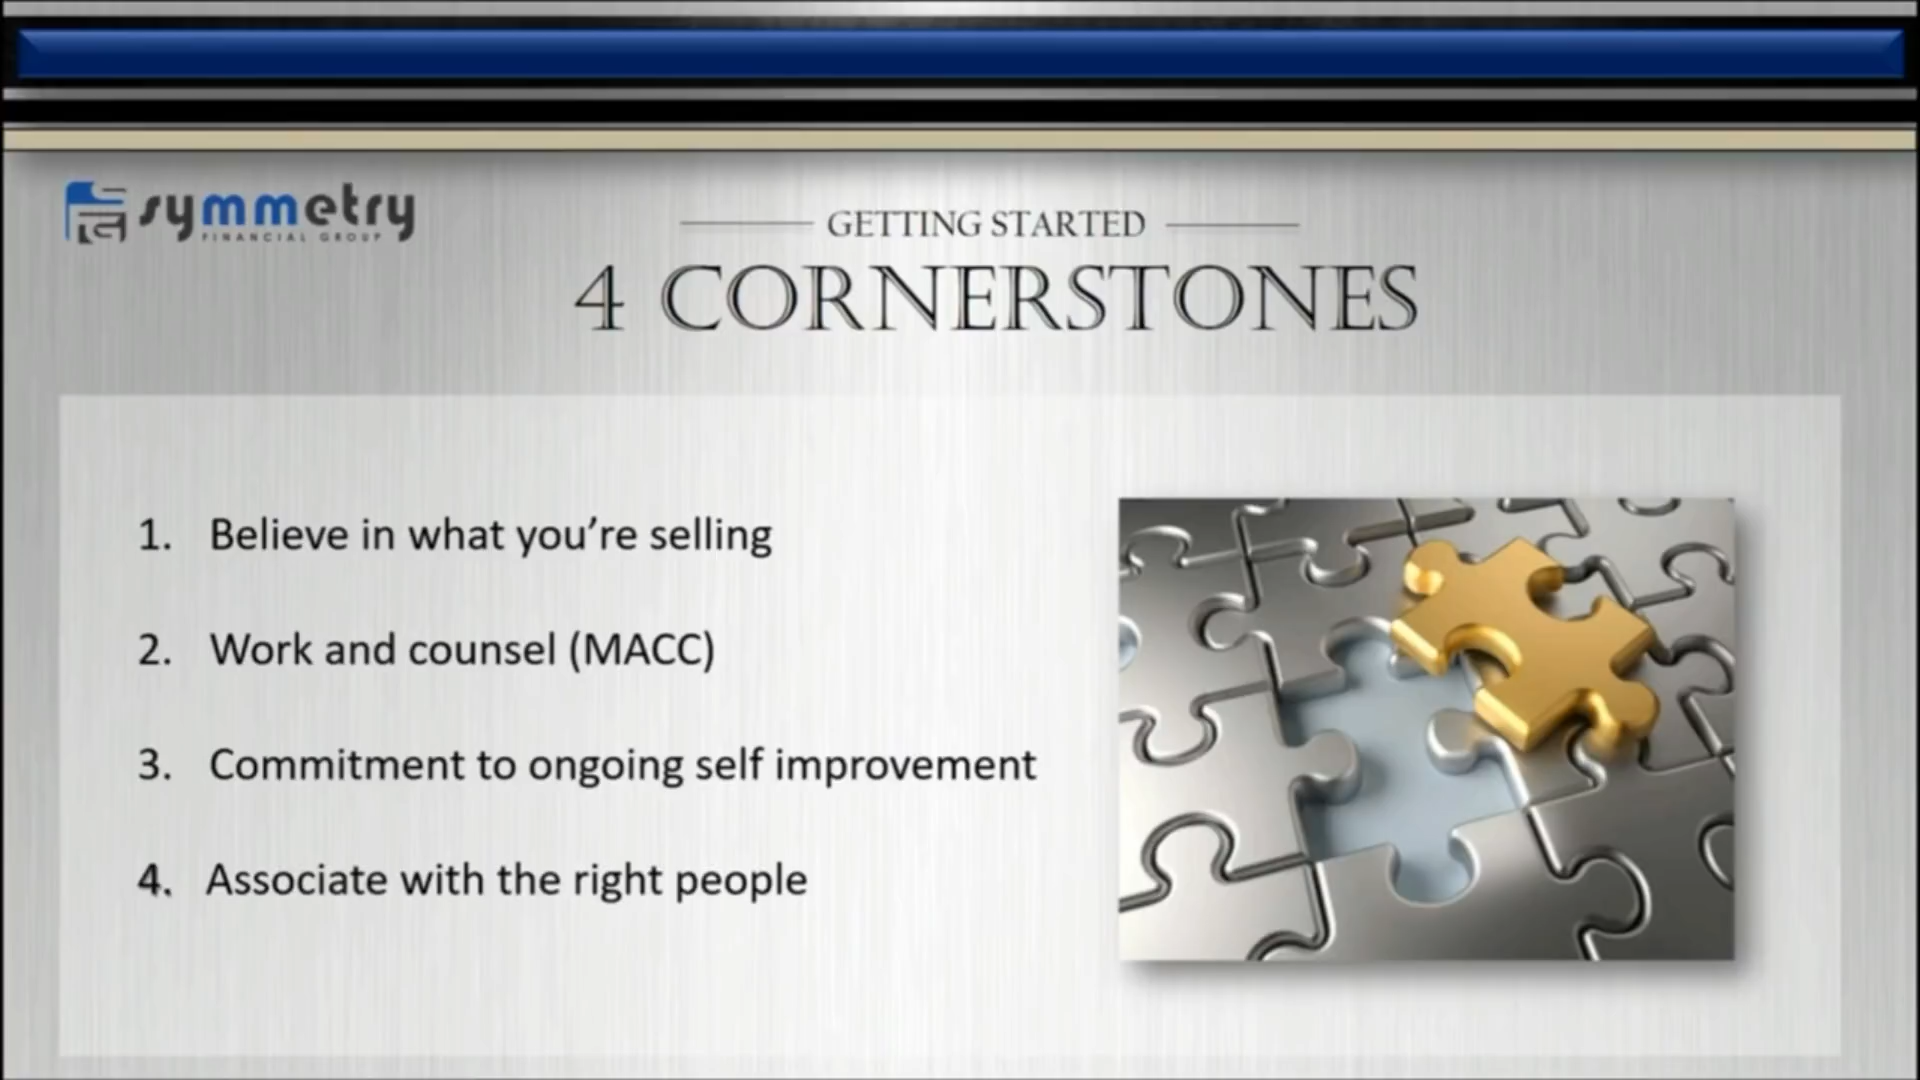 symmetry
FINANCIAL GROUP
GETTING STARTED
4 CORNERSTONES
1. Believe in what you’re selling
2. Work and counsel (MACC)
3. Commitment to ongoing self improvement
4. Associate with the right people